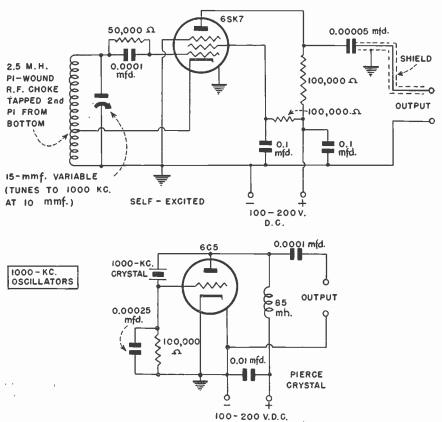 50,000 Ω
0.0001
mfd.
6SK7
0.00005 mfd.
SHIELD
2.5 M.H.
PI-WOUND
R.F. CHOKE
TAPPED 2nd
PI FROM
BOTTOM
100,000 Ω
100,000 Ω
OUTPUT
0.1
mfd.
0.1
mfd.
15-mmf. VARIABLE
(TUNES TO 1000 KC.
AT 10 mmf.)
SELF-EXCITED
− +
100-200 V.
D.C.
1000-KC.
OSCILLATORS
6C5
0.0001 mfd.
1000-KC.
CRYSTAL
85
mh.
OUTPUT
0.00025
mfd.
100,000
Ω
0.01 mfd.
PIERCE
CRYSTAL
− +
100-200 V.D.C.